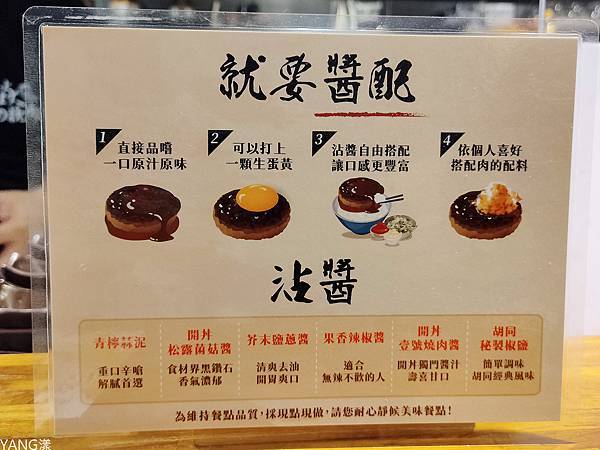 就要醬配
1
直接品嚐
一口原汁原味
2
可以打上
一顆生蛋黃
3
沾醬自由搭配
讓口感更豐富
4
依個人喜好
搭配肉的配料
沾醬
青檸蒜泥
重口辛嗆
解膩首選
開丼
松露菌菇醬
食材界黑鑽石
香氣濃郁
芥末鹽蔥醬
清爽去油
開胃爽口
果香辣椒醬
適合
無辣不歡的人
開丼
壹號燒肉醬
開丼獨門醬汁
壽喜甘口
胡同
秘製椒鹽
簡單調味
胡同經典風味
為維持餐點品質，採現點現做，請您耐心靜候美味餐點！
YANG漾